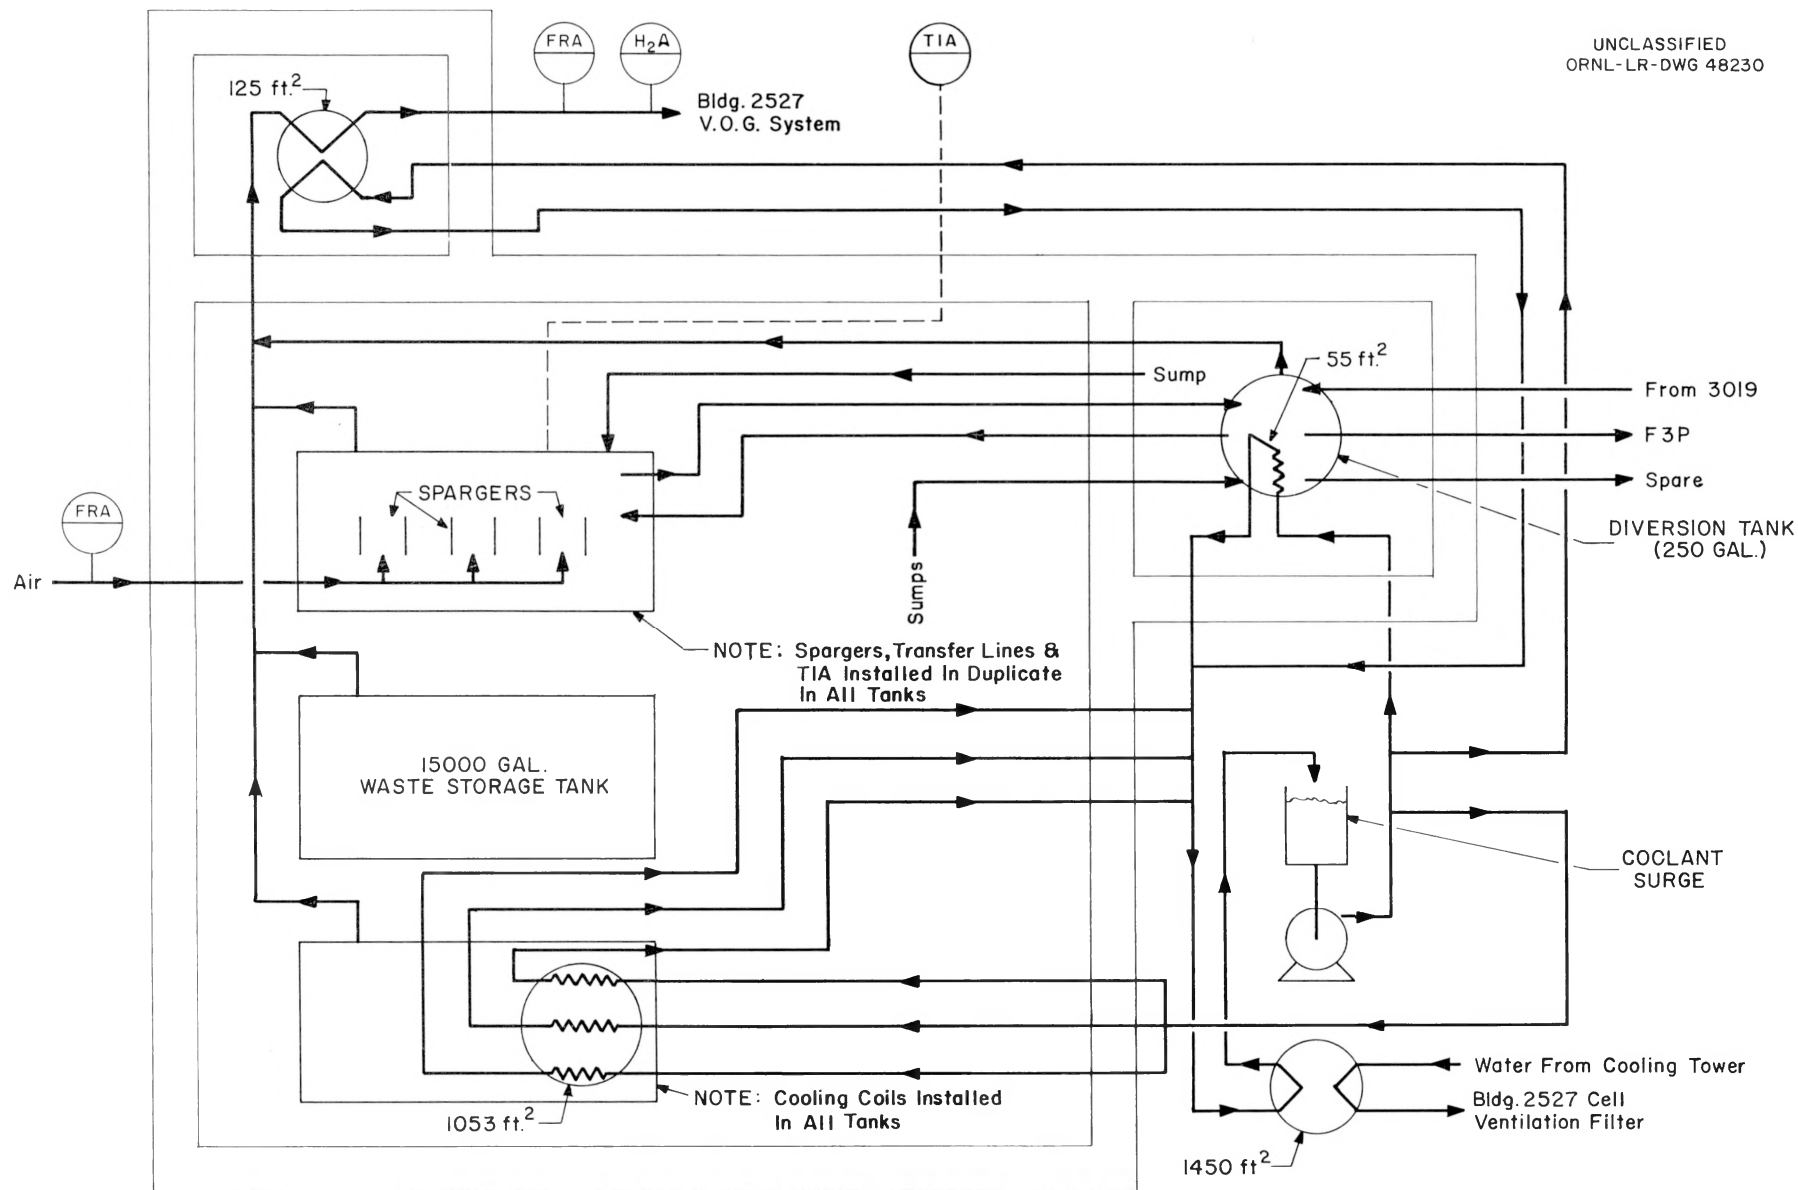 UNCLASSIFIED
ORNL-LR-DWG 48230
FRA
H2A
TIA
125 ft.2
Bldg. 2527
V.O.G. System
55 ft.2
Sump
From 3019
F3P
Spare
SPARGERS
FRA
DIVERSION TANK
(250 GAL.)
Air
Sumps
NOTE: Spargers, Transfer Lines &
TIA Installed In Duplicate
In All Tanks
15000 GAL.
WASTE STORAGE TANK
COCLANT
SURGE
Water From Cooling Tower
NOTE: Cooling Coils Installed
In All Tanks
Bldg. 2527 Cell
Ventilation Filter
1053 ft.2
1450 ft2